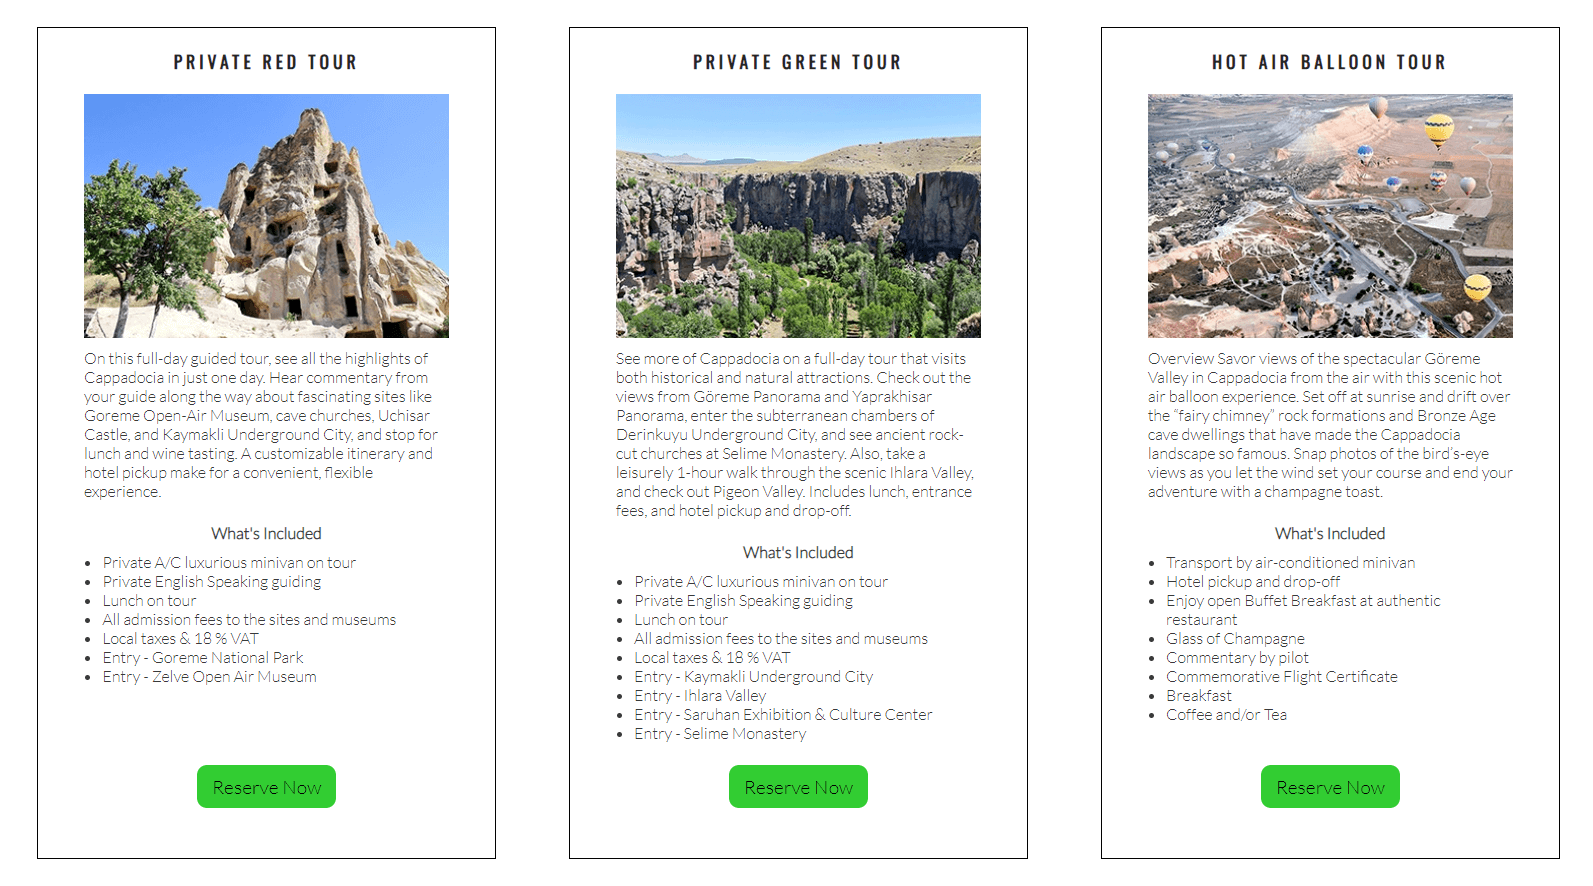 PRIVATE RED TOUR
On this full-day guided tour, see all the highlights of
Cappadocia in just one day. Hear commentary from
your guide along the way about fascinating sites like
Goreme Open-Air Museum, cave churches, Uchisar
Castle, and Kaymakli Underground City, and stop for
lunch and wine tasting. A customizable itinerary and
hotel pickup make for a convenient, flexible
experience.
What's Included
• Private A/C luxurious minivan on tour
• Private English Speaking guiding
• Lunch on tour
• All admission fees to the sites and museums
• Local taxes & 18 % VAT
• Entry - Goreme National Park
• Entry - Zelve Open Air Museum
Reserve Now
PRIVATE GREEN TOUR
See more of Cappadocia on a full-day tour that visits
both historical and natural attractions. Check out the
views from Göreme Panorama and Yaprakhisar
Panorama, enter the subterranean chambers of
Derinkuyu Underground City, and see ancient rock-
cut churches at Selime Monastery. Also, take a
leisurely 1-hour walk through the scenic Ihlara Valley,
and check out Pigeon Valley. Includes lunch, entrance
fees, and hotel pickup and drop-off.
What's Included
• Private A/C luxurious minivan on tour
• Private English Speaking guiding
• Lunch on tour
• All admission fees to the sites and museums
• Local taxes & 18 % VAT
• Entry - Kaymakli Underground City
• Entry - Ihlara Valley
• Entry - Saruhan Exhibition & Culture Center
• Entry - Selime Monastery
Reserve Now
HOT AIR BALLOON TOUR
Overview Savor views of the spectacular Göreme
Valley in Cappadocia from the air with this scenic hot
air balloon experience. Set off at sunrise and drift over
the “fairy chimney” rock formations and Bronze Age
cave dwellings that have made the Cappadocia
landscape so famous. Snap photos of the bird’s-eye
views as you let the wind set your course and end your
adventure with a champagne toast.
What's Included
• Transport by air-conditioned minivan
• Hotel pickup and drop-off
• Enjoy open Buffet Breakfast at authentic
restaurant
• Glass of Champagne
• Commentary by pilot
• Commemorative Flight Certificate
• Breakfast
• Coffee and/or Tea
Reserve Now